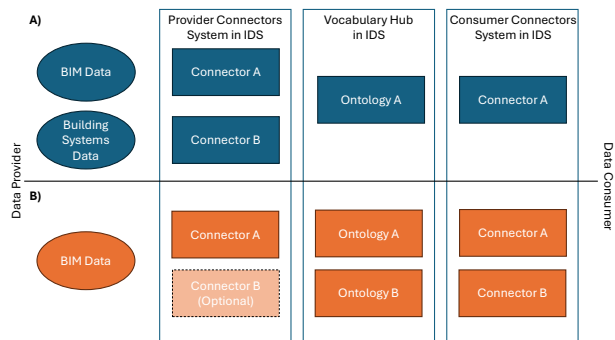 A)
Provider Connectors
System in IDS
Vocabulary Hub
in IDS
Consumer Connectors
System in IDS
BIM Data
Connector A
Ontology A
Connector A
Building
Systems
Data
Connector B
Data Provider
Data Consumer
B)
BIM Data
Connector A
Ontology A
Connector A
Connector B
(Optional)
Ontology B
Connector B